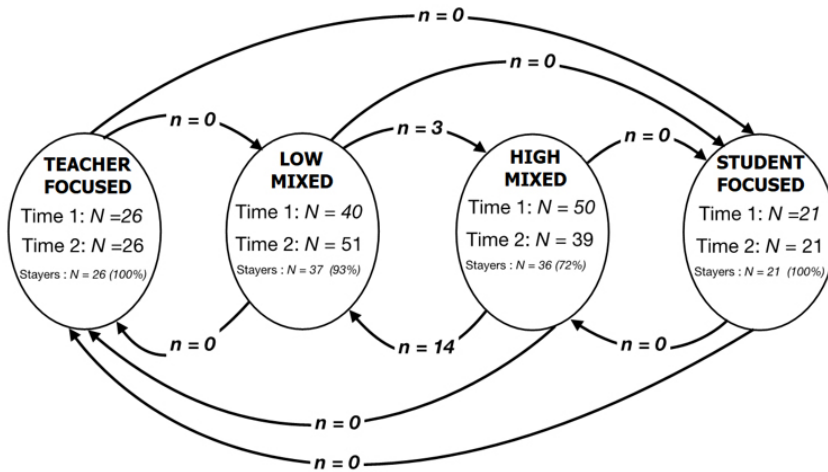 n = 0
n = 0
n = 0
n = 3
n = 0
TEACHER
FOCUSED
Time 1: N =26
Time 2: N =26
Stayers : N = 26 (100%)
LOW
MIXED
Time 1: N = 40
Time 2: N = 51
Stayers : N = 37 (93%)
HIGH
MIXED
Time 1: N = 50
Time 2: N = 39
Stayers : N = 36 (72%)
STUDENT
FOCUSED
Time 1: N =21
Time 2: N = 21
Stayers : N = 21 (100%)
n = 0
n = 14
n = 0
n = 0
n = 0